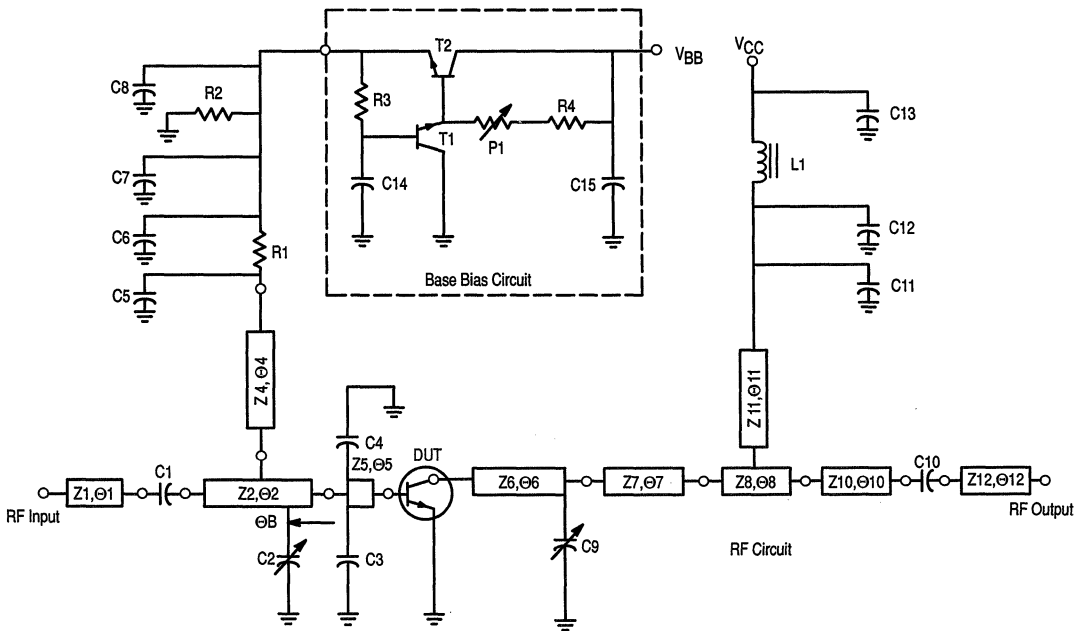 T2
VBB
VCC
C8
R2
R3
R4
C13
T1
P1
L1
C7
C14
C15
C6
C12
R1
C5
Base Bias Circuit
C11
Z4,Θ4
Z11,Θ11
C4
C1
Z5,Θ5
DUT
C10
Z1,Θ1
Z2,Θ2
Z6,Θ6
Z7,Θ7
Z8,Θ8
Z10,Θ10
Z12,Θ12
RF Input
RF Output
ΘB
C2
C3
C9
RF Circuit